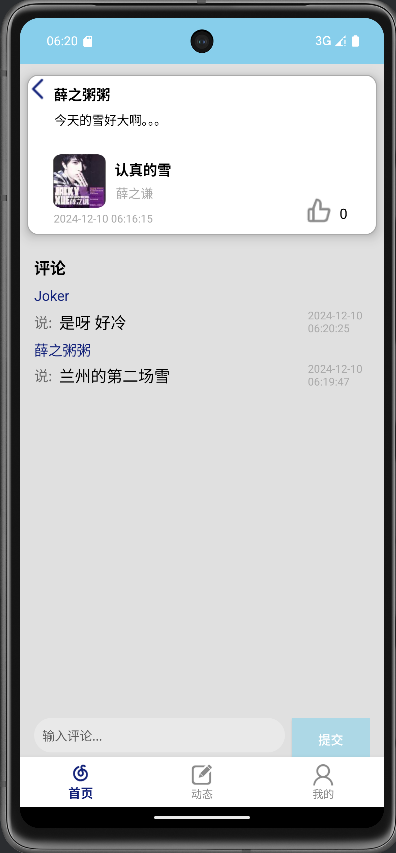 06:20
3G
薛之粥粥
今天的雪好大啊。。。
认真的雪
薛之谦
2024-12-10 06:16:15
0
评论
Joker
说: 是呀 好冷
2024-12-10
06:20:25
薛之粥粥
说: 兰州的第二场雪
2024-12-10
06:19:47
输入评论...
提交
首页
动态
我的